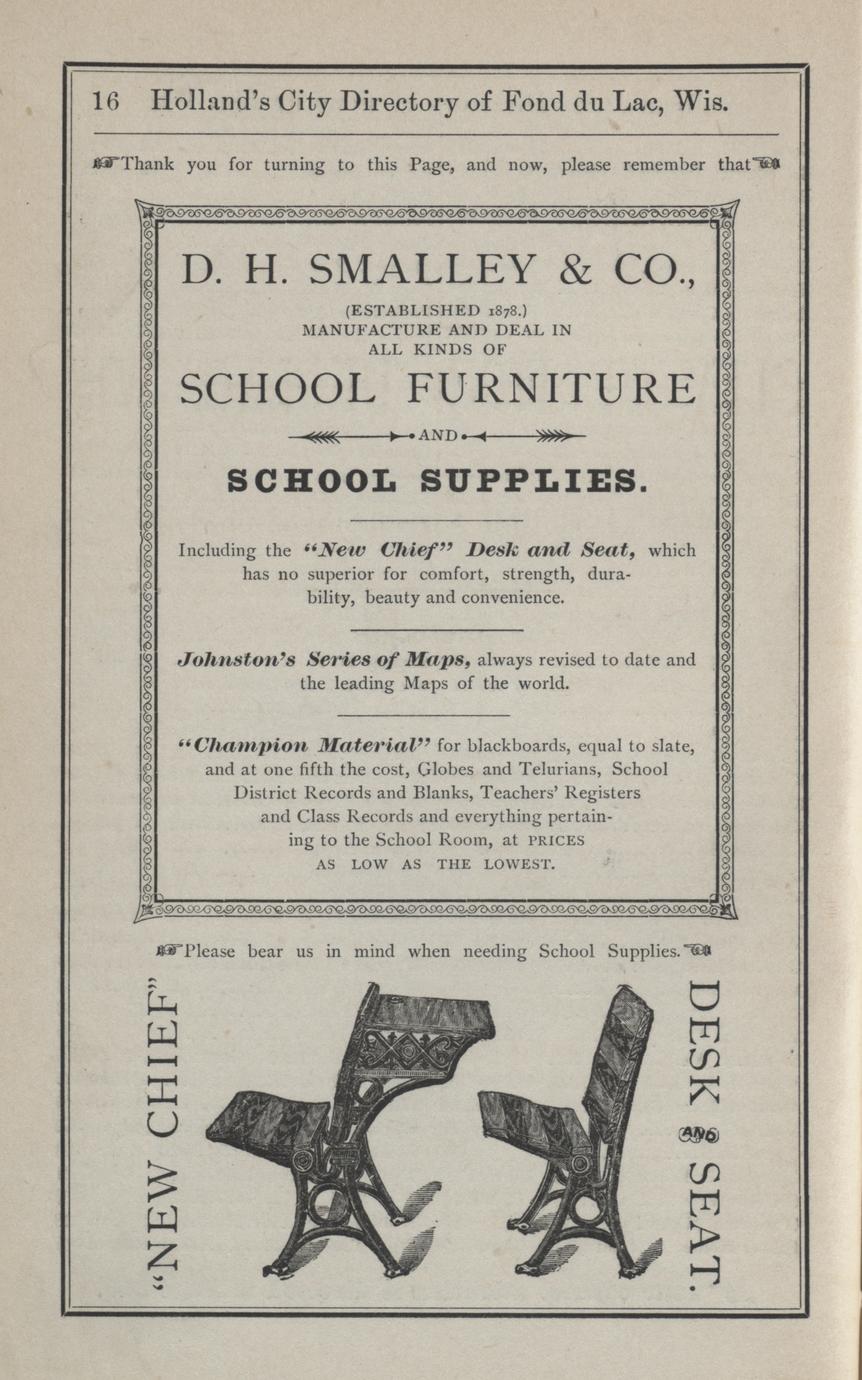 16 Holland's City Directory of Fond du Lac, Wis.
☞Thank you for turning to this Page, and now, please remember that☜
D. H. SMALLEY & CO.,
(ESTABLISHED 1878.)
MANUFACTURE AND DEAL IN
ALL KINDS OF
SCHOOL FURNITURE
AND
SCHOOL SUPPLIES.
Including the “New Chief” Desk and Seat, which
has no superior for comfort, strength, dura-
bility, beauty and convenience.
Johnston's Series of Maps, always revised to date and
the leading Maps of the world.
“Champion Material” for blackboards, equal to slate,
and at one fifth the cost, Globes and Telurians, School
District Records and Blanks, Teachers' Registers
and Class Records and everything pertain-
ing to the School Room, at PRICES
AS LOW AS THE LOWEST.
☞Please bear us in mind when needing School Supplies.☜
“NEW CHIEF”
DESK AND SEAT.